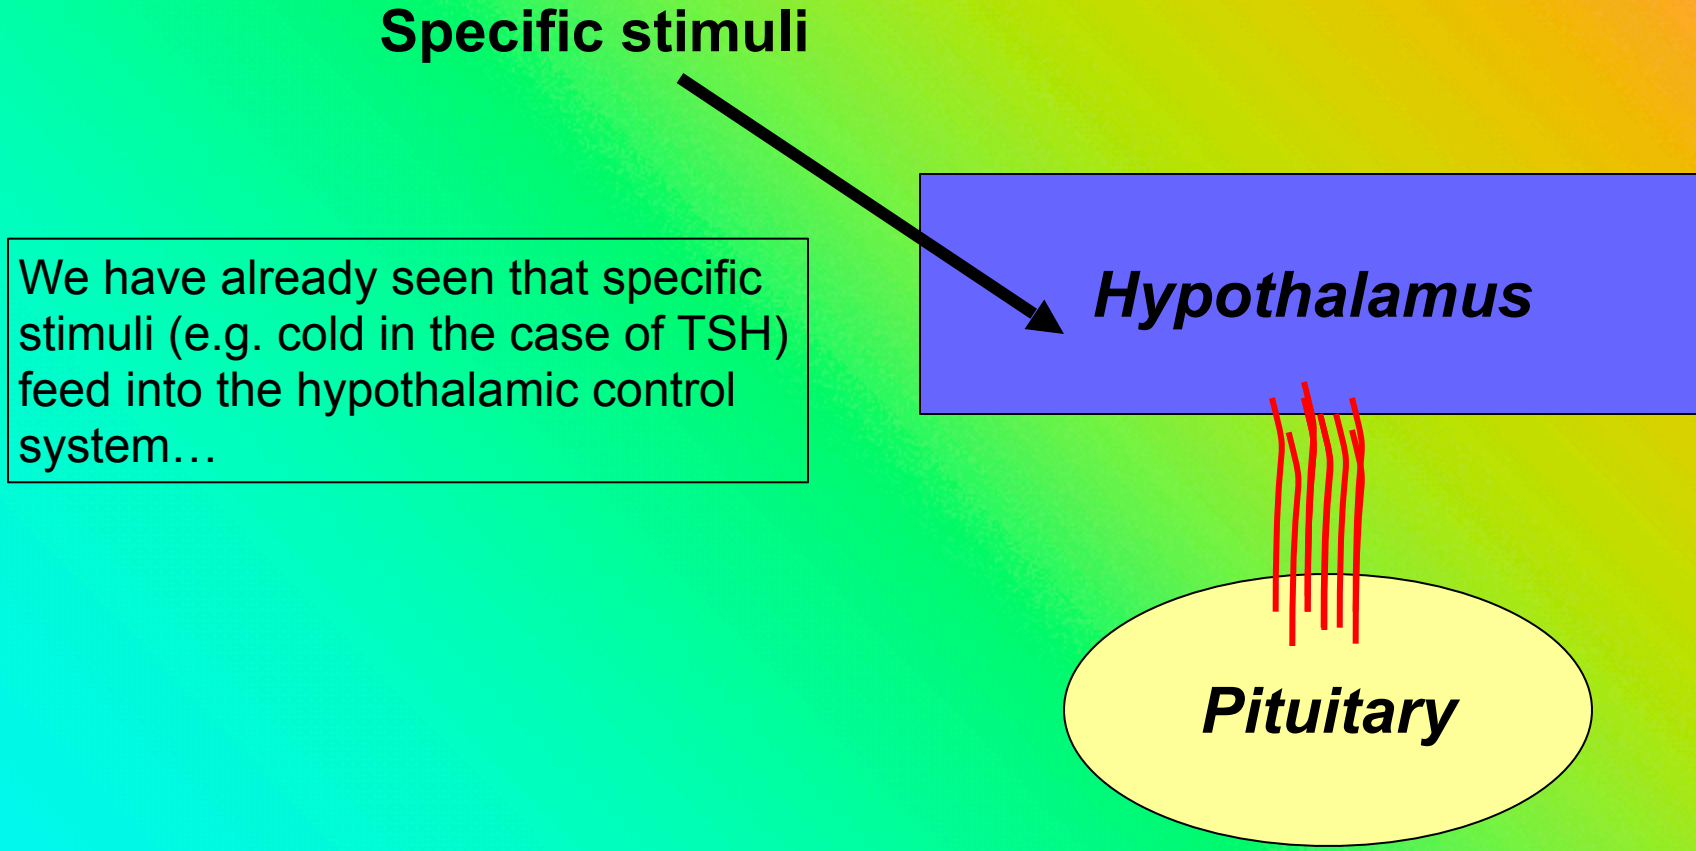 Specific stimuli
Hypothalamus
We have already seen that specific
stimuli (e.g. cold in the case of TSH)
feed into the hypothalamic control
system…
Pituitary